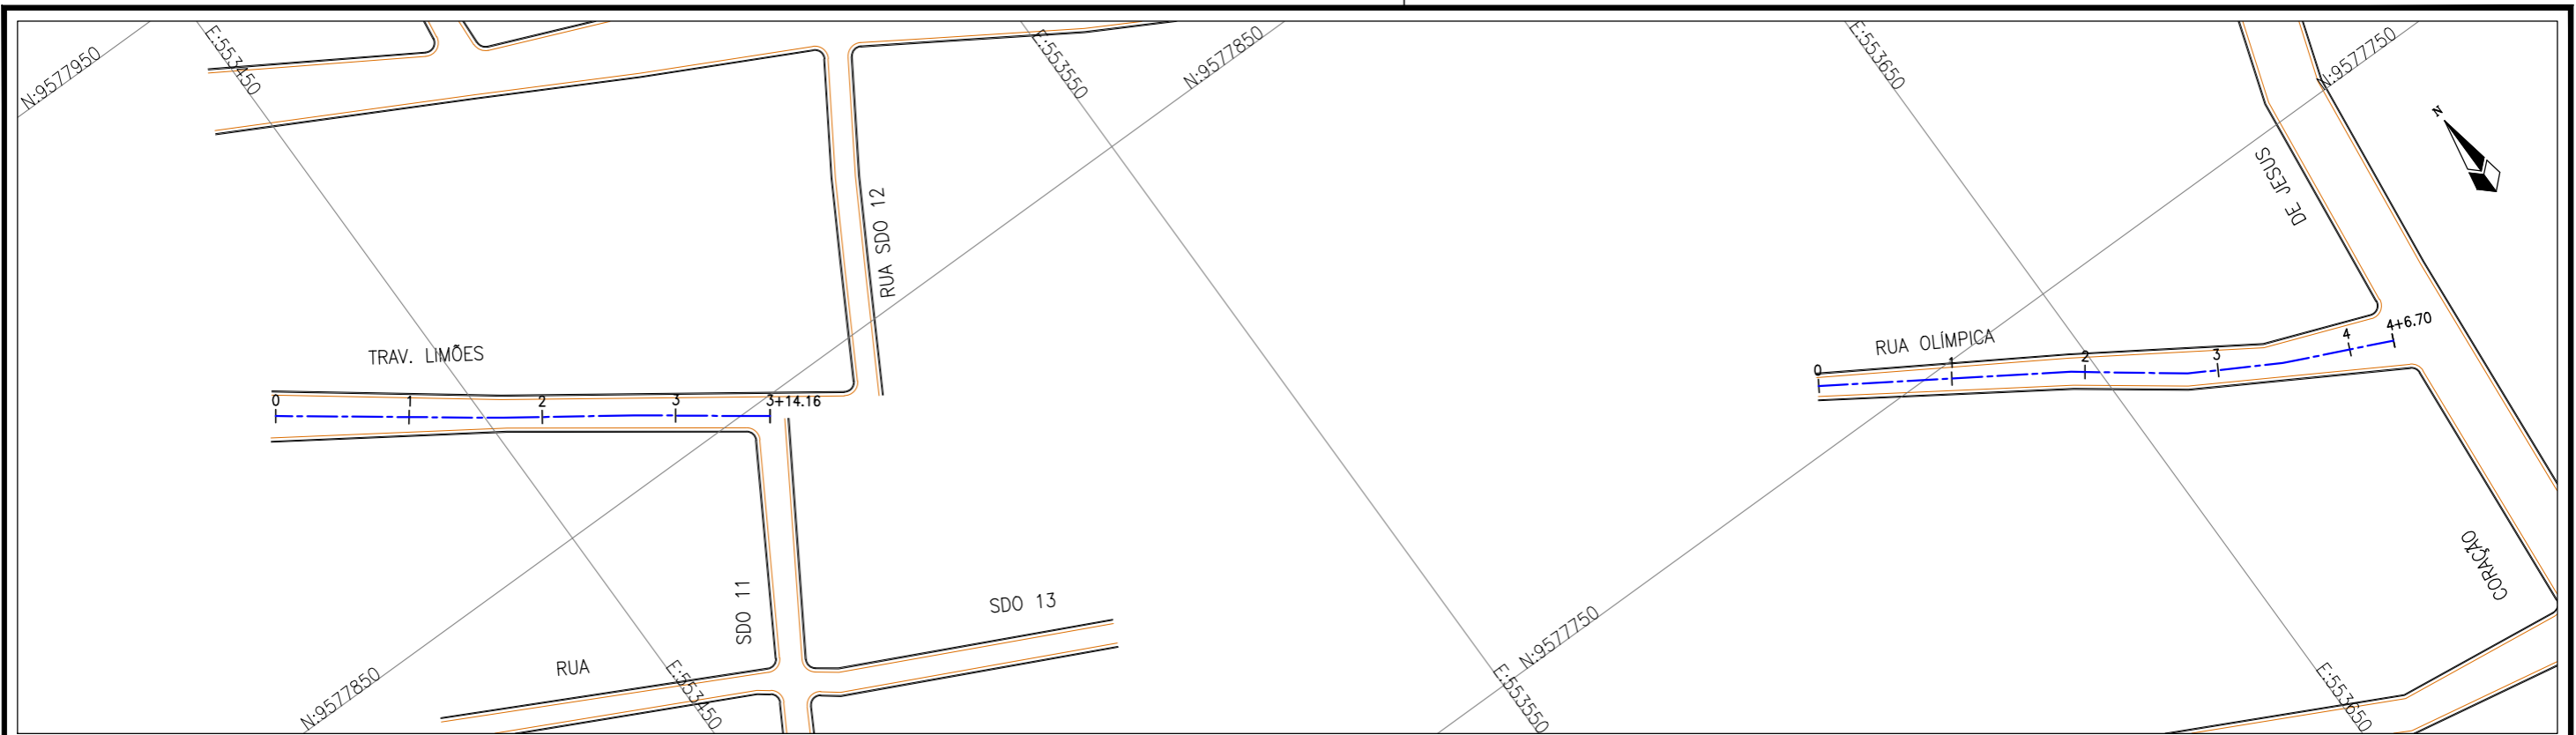 N:9577950
E:553450
E:553550
N:9577850
E:553650
N:9577750
N
DE JESUS
RUA SDO 12
TRAV. LIMÕES
0
1
2
3
3+14.16
RUA OLÍMPICA
0
1
2
3
4
4+6.70
CORAÇÃO
SDO 11
SDO 13
RUA
N:9577850
E:553450
N:9577750
E:553550
E:553650